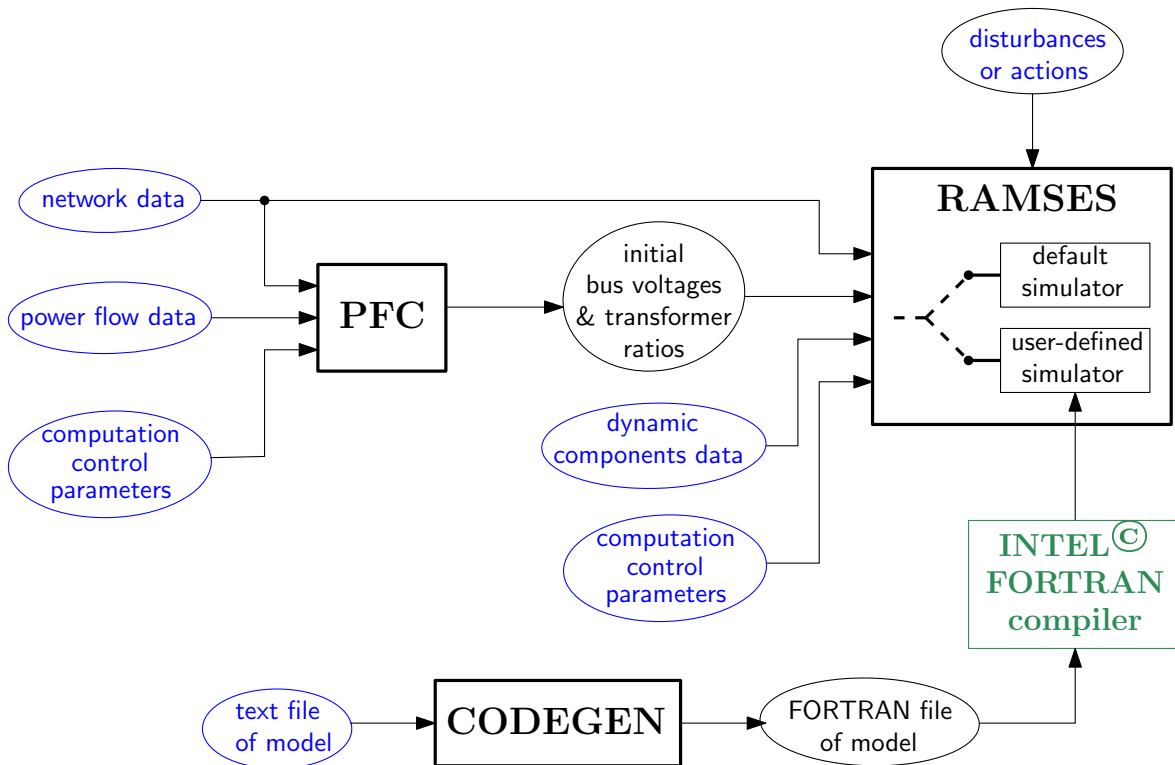 disturbances
or actions
network data
RAMSES
initial
bus voltages
& transformer
ratios
default
simulator
PFC
power flow data
user-defined
simulator
computation
control
parameters
dynamic
components data
computation
control
parameters
INTEL©
FORTRAN
compiler
text file
of model
CODEGEN
FORTRAN file
of model